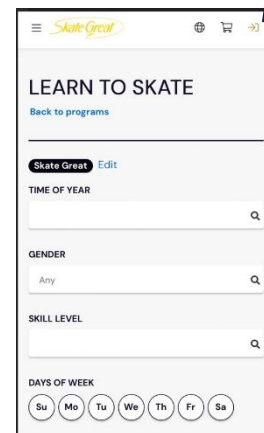 Skate Great
LEARN TO SKATE
Back to programs
Skate Great Edit
TIME OF YEAR
GENDER
Any
SKILL LEVEL
DAYS OF WEEK
Su Mo Tu We Th Fr Sa